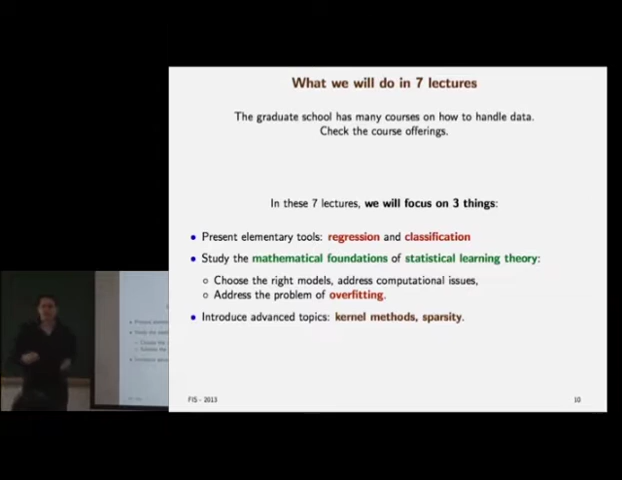 What we will do in 7 lectures
The graduate school has many courses on how to handle data.
Check the course offerings.
In these 7 lectures, we will focus on 3 things:
• Present elementary tools: regression and classification
• Study the mathematical foundations of statistical learning theory:
○ Choose the right models, address computational issues,
○ Address the problem of overfitting.
• Introduce advanced topics: kernel methods, sparsity.
FIS - 2013
10